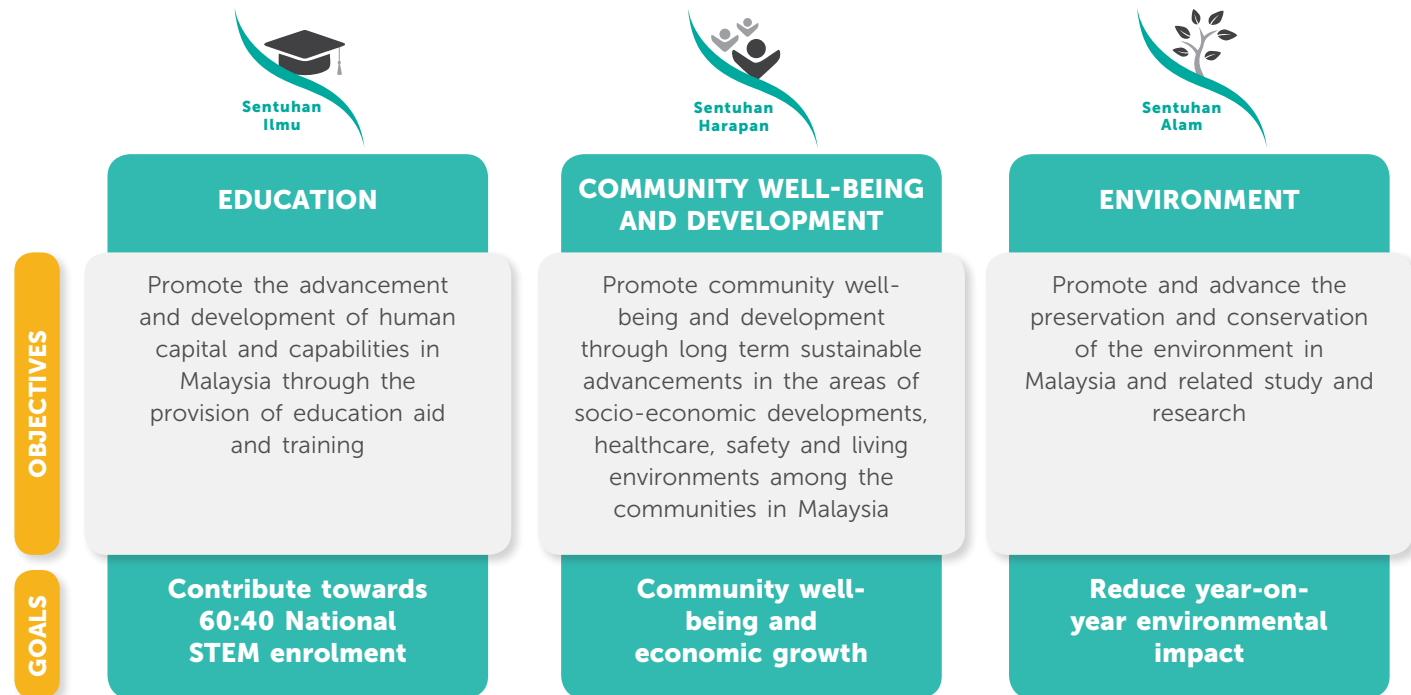 Sentuhan
Ilmu
Sentuhan
Harapan
Sentuhan
Alam
EDUCATION
COMMUNITY WELL-BEING
AND DEVELOPMENT
ENVIRONMENT
OBJECTIVES
Promote the advancement
and development of human
capital and capabilities in
Malaysia through the
provision of education aid
and training
Promote community well-
being and development
through long term sustainable
advancements in the areas of
socio-economic developments,
healthcare, safety and living
environments among the
communities in Malaysia
Promote and advance the
preservation and conservation
of the environment in
Malaysia and related study and
research
GOALS
Contribute towards
60:40 National
STEM enrolment
Community well-
being and
economic growth
Reduce year-on-
year environmental
impact